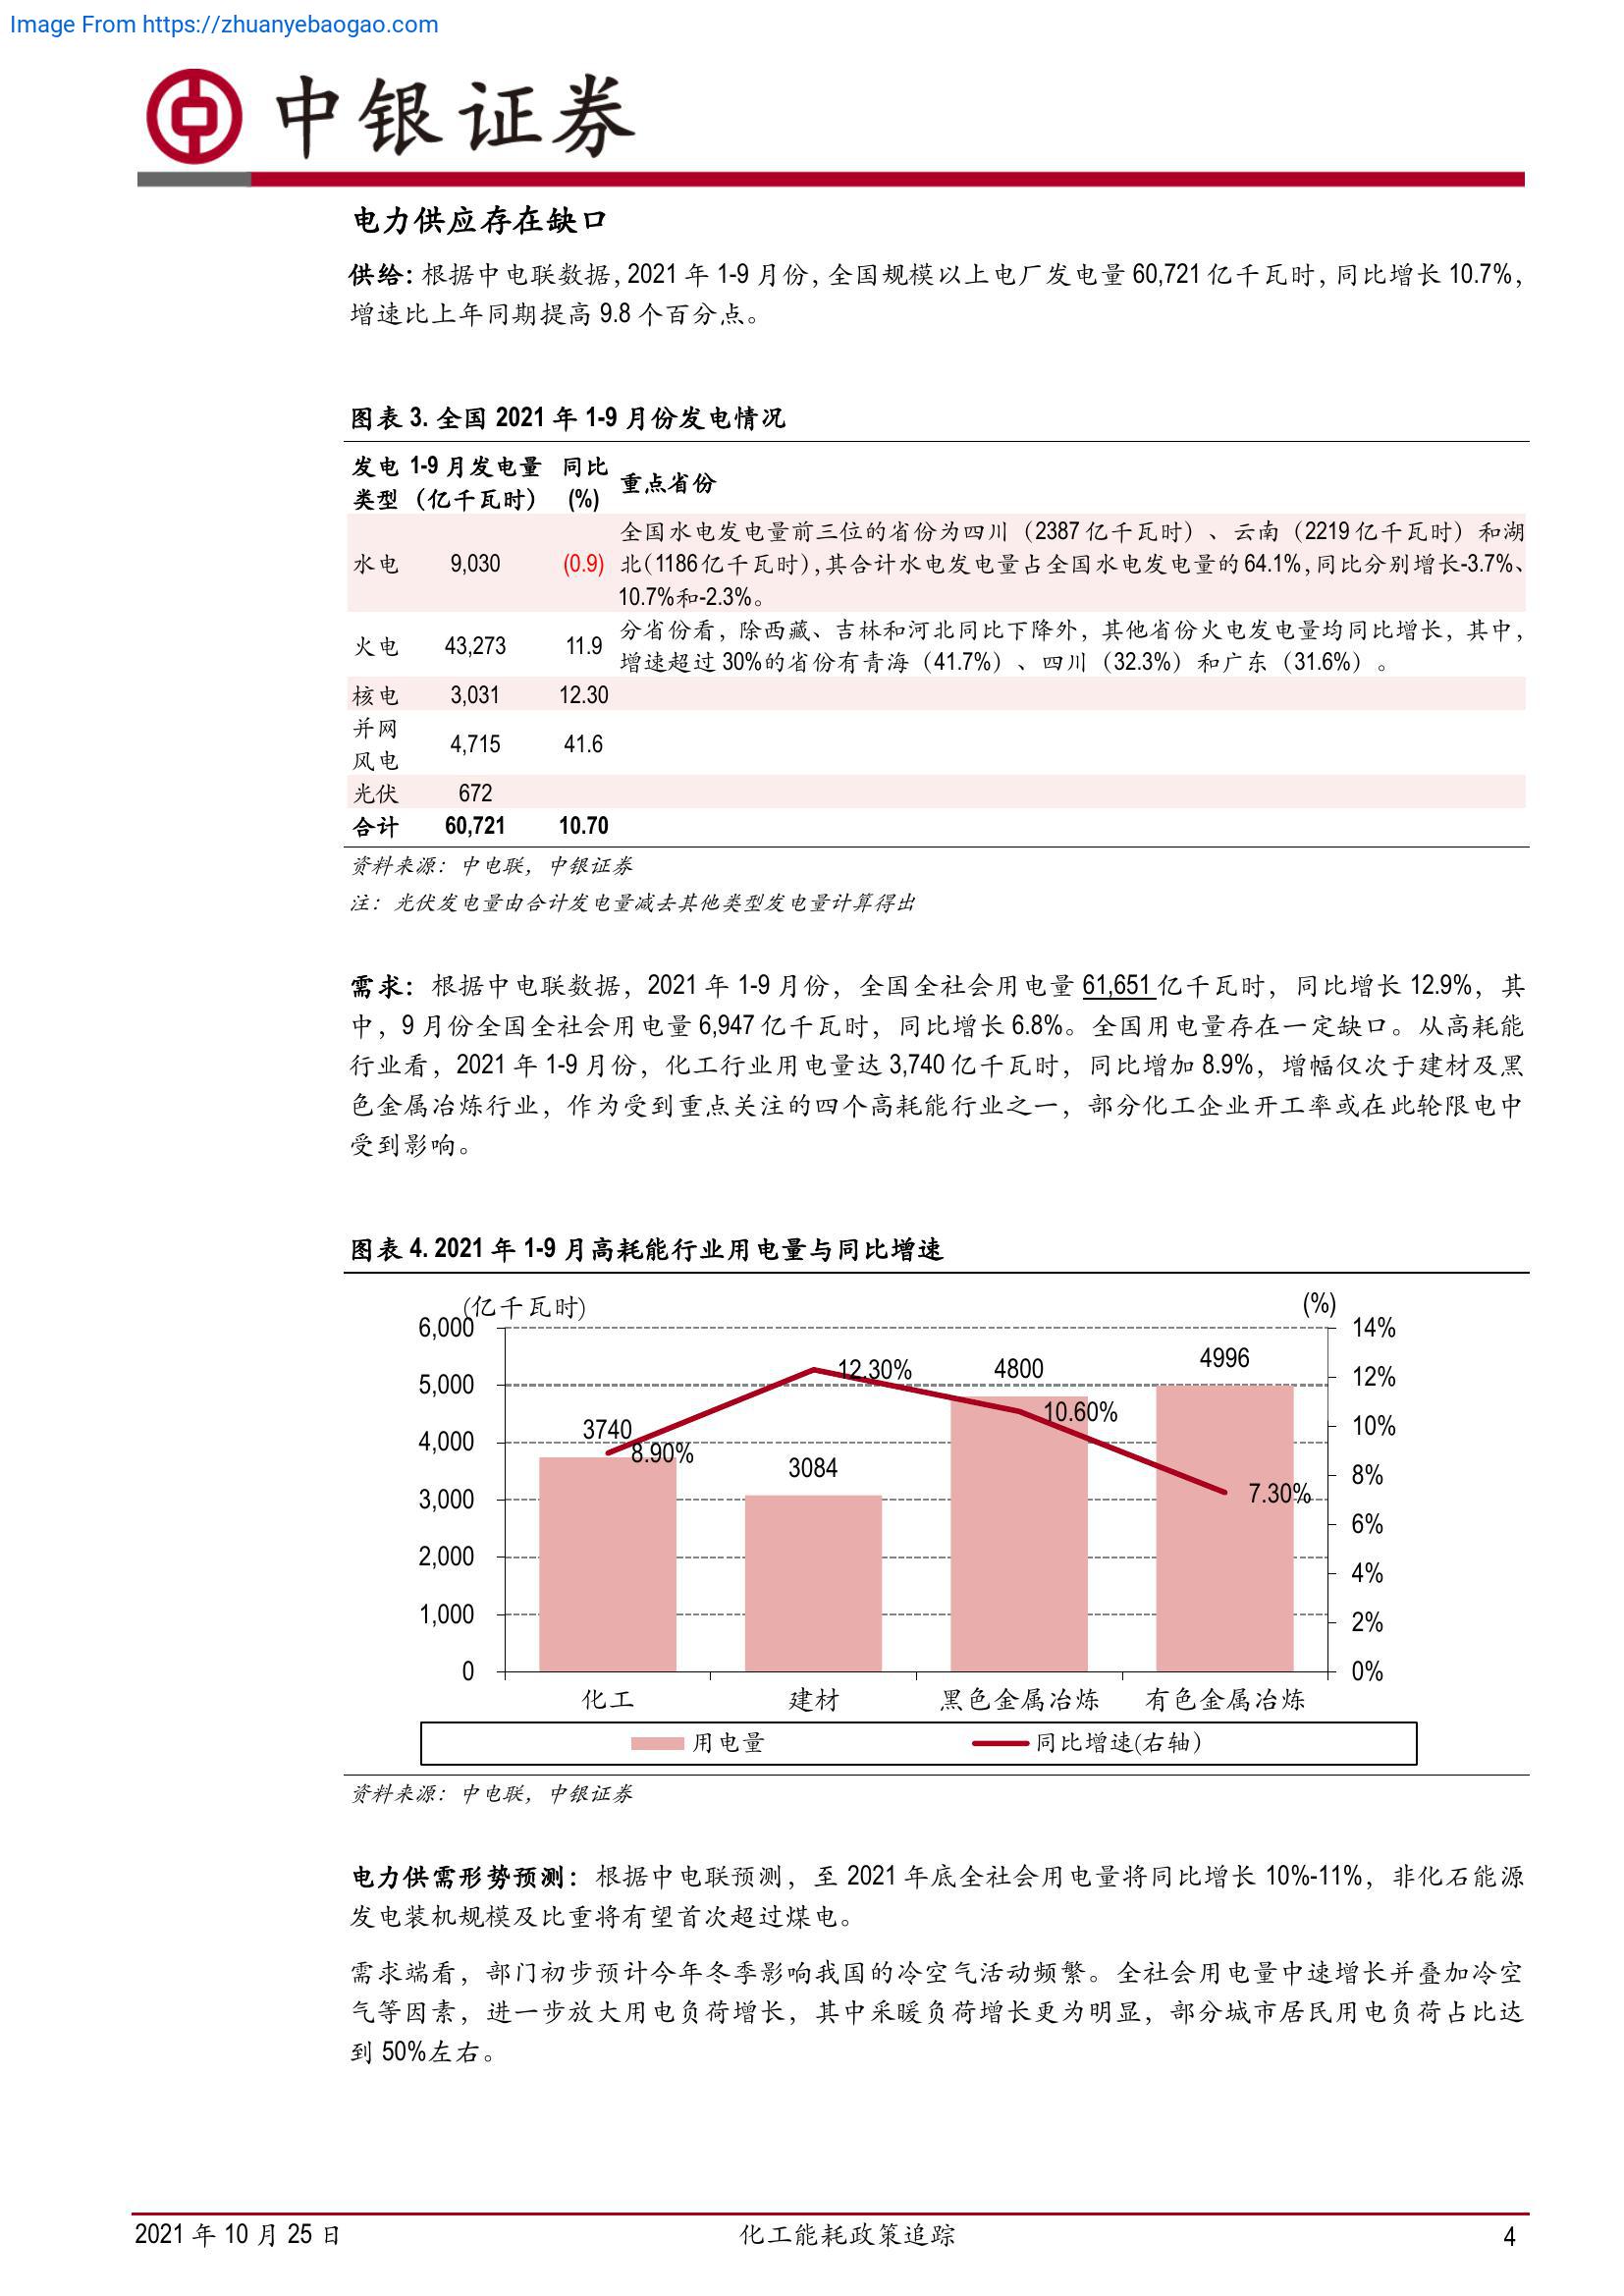 Image From https://zhuanyebaogao.com
中银证券
电力供应存在缺口
供给：根据中电联数据，2021 年 1-9 月份，全国规模以上电厂发电量 60,721 亿千瓦时，同比增长 10.7%，
增速比上年同期提高 9.8 个百分点。
图表 3. 全国 2021 年 1-9 月份发电情况
发电 1-9 月发电量 同比
类型（亿千瓦时） (%) 重点省份
全国水电发电量前三位的省份为四川（2387 亿千瓦时）、云南（2219 亿千瓦时）和湖
水电 9,030 (0.9) 北(1186亿千瓦时)，其合计水电发电量占全国水电发电量的 64.1%，同比分别增长-3.7%、
10.7%和-2.3%。
火电 43,273 11.9 分省份看，除西藏、吉林和河北同比下降外，其他省份火电发电量均同比增长，其中，
增速超过 30%的省份有青海（41.7%）、四川（32.3%）和广东（31.6%）。
核电 3,031 12.30
并网
风电 4,715 41.6
光伏 672
合计 60,721 10.70
资料来源：中电联，中银证券
注：光伏发电量由合计发电量减去其他类型发电量计算得出
需求：根据中电联数据，2021 年 1-9 月份，全国全社会用电量 61,651 亿千瓦时，同比增长 12.9%，其
中，9 月份全国全社会用电量 6,947 亿千瓦时，同比增长 6.8%。全国用电量存在一定缺口。从高耗能
行业看，2021 年 1-9 月份，化工行业用电量达 3,740 亿千瓦时，同比增加 8.9%，增幅仅次于建材及黑
色金属冶炼行业，作为受到重点关注的四个高耗能行业之一，部分化工企业开工率或在此轮限电中
受到影响。
图表 4. 2021 年 1-9 月高耗能行业用电量与同比增速
(亿千瓦时) (%)
6,000 14%
5,000 12%
4,000 10%
3,000 8%
2,000 6%
1,000 4%
0 2%
0%
3740 3084 4800 4996
8.90% 12.30% 10.60% 7.30%
化工 建材 黑色金属冶炼 有色金属冶炼
用电量 同比增速(右轴)
资料来源：中电联，中银证券
电力供需形势预测：根据中电联预测，至 2021 年底全社会用电量将同比增长 10%-11%，非化石能源
发电装机规模及比重将有望首次超过煤电。
需求端看，部门初步预计今年冬季影响我国的冷空气活动频繁。全社会用电量中速增长并叠加冷空
气等因素，进一步放大用电负荷增长，其中采暖负荷增长更为明显，部分城市居民用电负荷占比达
到 50%左右。
2021 年 10 月 25 日 化工能耗政策追踪 4